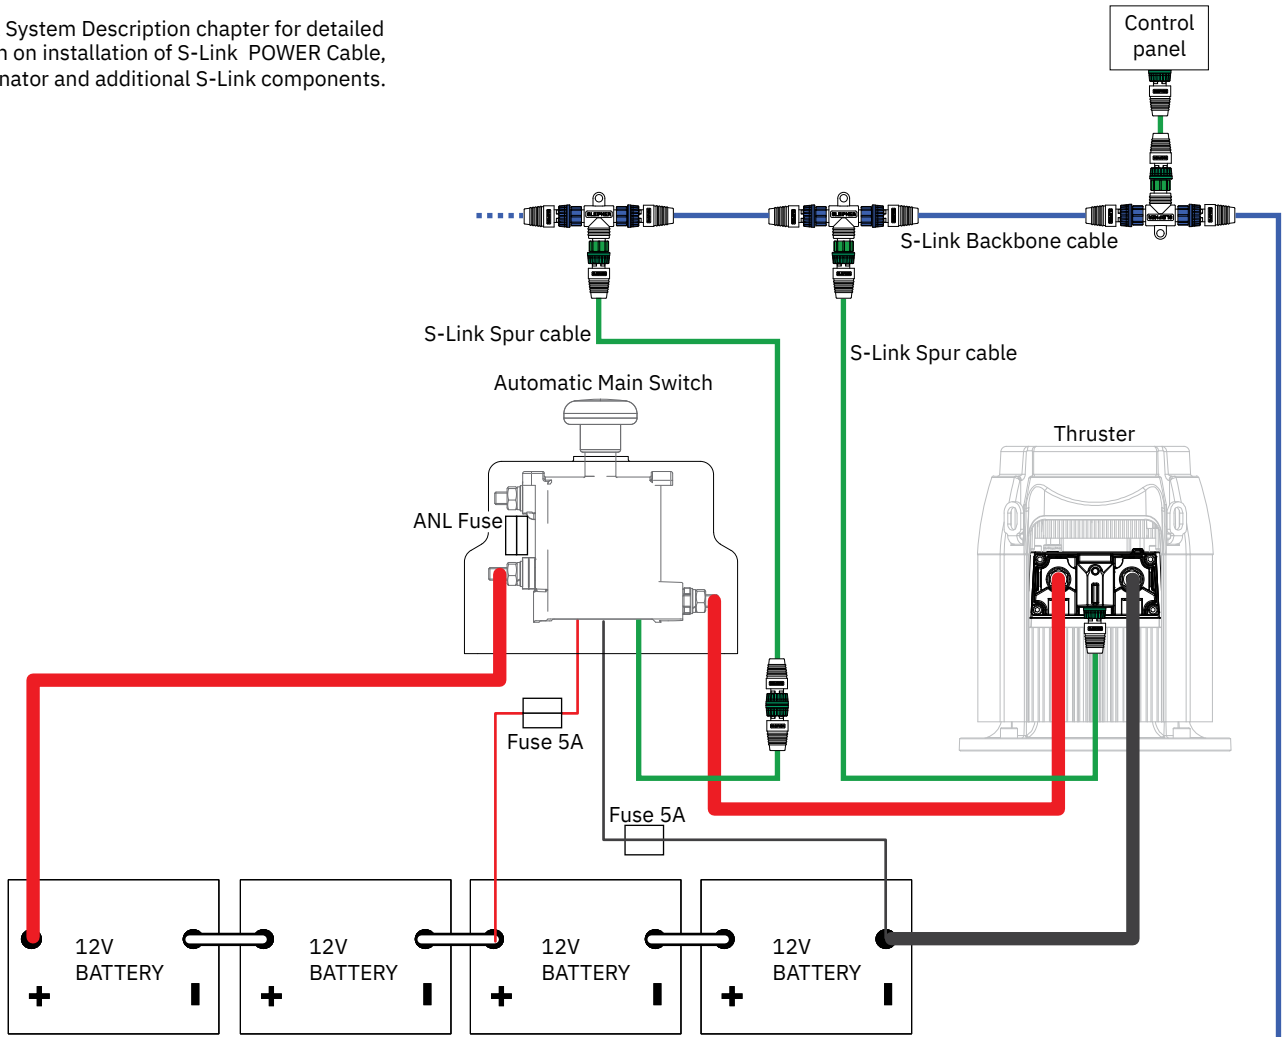 System Description chapter for detailed
on installation of S-Link POWER Cable,
and additional S-Link components.
Control
panel
S-Link Backbone cable
S-Link Spur cable
S-Link Spur cable
Automatic Main Switch
Thruster
ANL Fuse
Fuse 5A
Fuse 5A
12V
BATTERY
+
-
12V
BATTERY
+
-
12V
BATTERY
+
-
12V
BATTERY
+
-